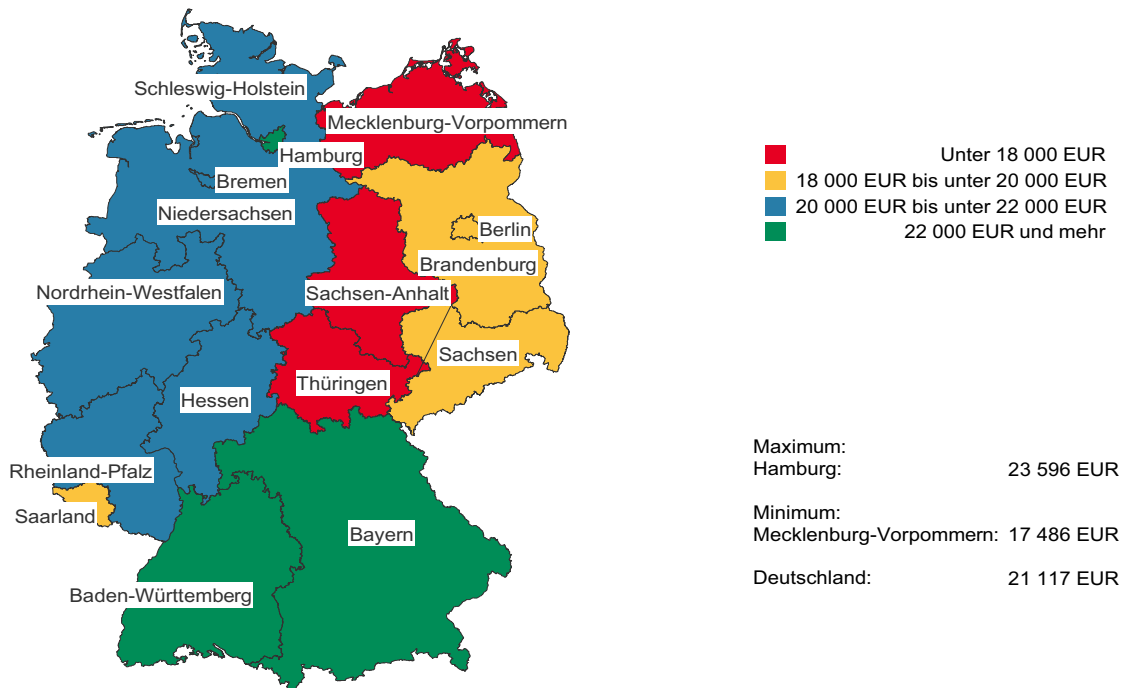 Schleswig-Holstein
Mecklenburg-Vorpommern
Hamburg
Bremen
Niedersachsen
Berlin
Brandenburg
Nordrhein-Westfalen
Sachsen-Anhalt
Sachsen
Thüringen
Hessen
Rheinland-Pfalz
Saarland
Bayern
Baden-Württemberg
Unter 18 000 EUR
18 000 EUR bis unter 20 000 EUR
20 000 EUR bis unter 22 000 EUR
22 000 EUR und mehr
Maximum:
Hamburg: 23 596 EUR
Minimum:
Mecklenburg-Vorpommern: 17 486 EUR
Deutschland: 21 117 EUR